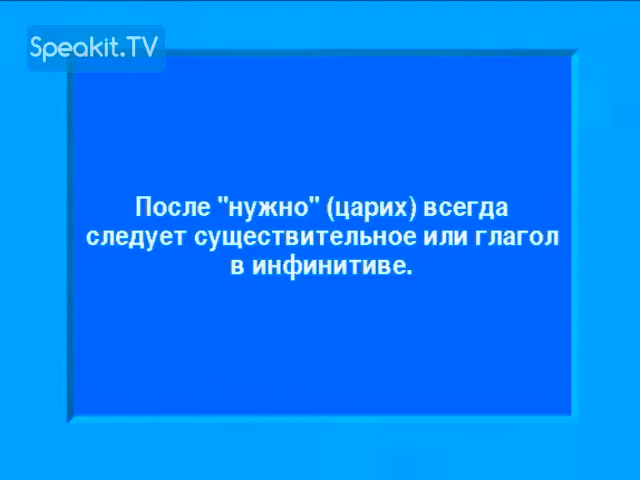 Speakit.TV
После "нужно" (царих) всегда
следует существительное или глагол
в инфинитиве.